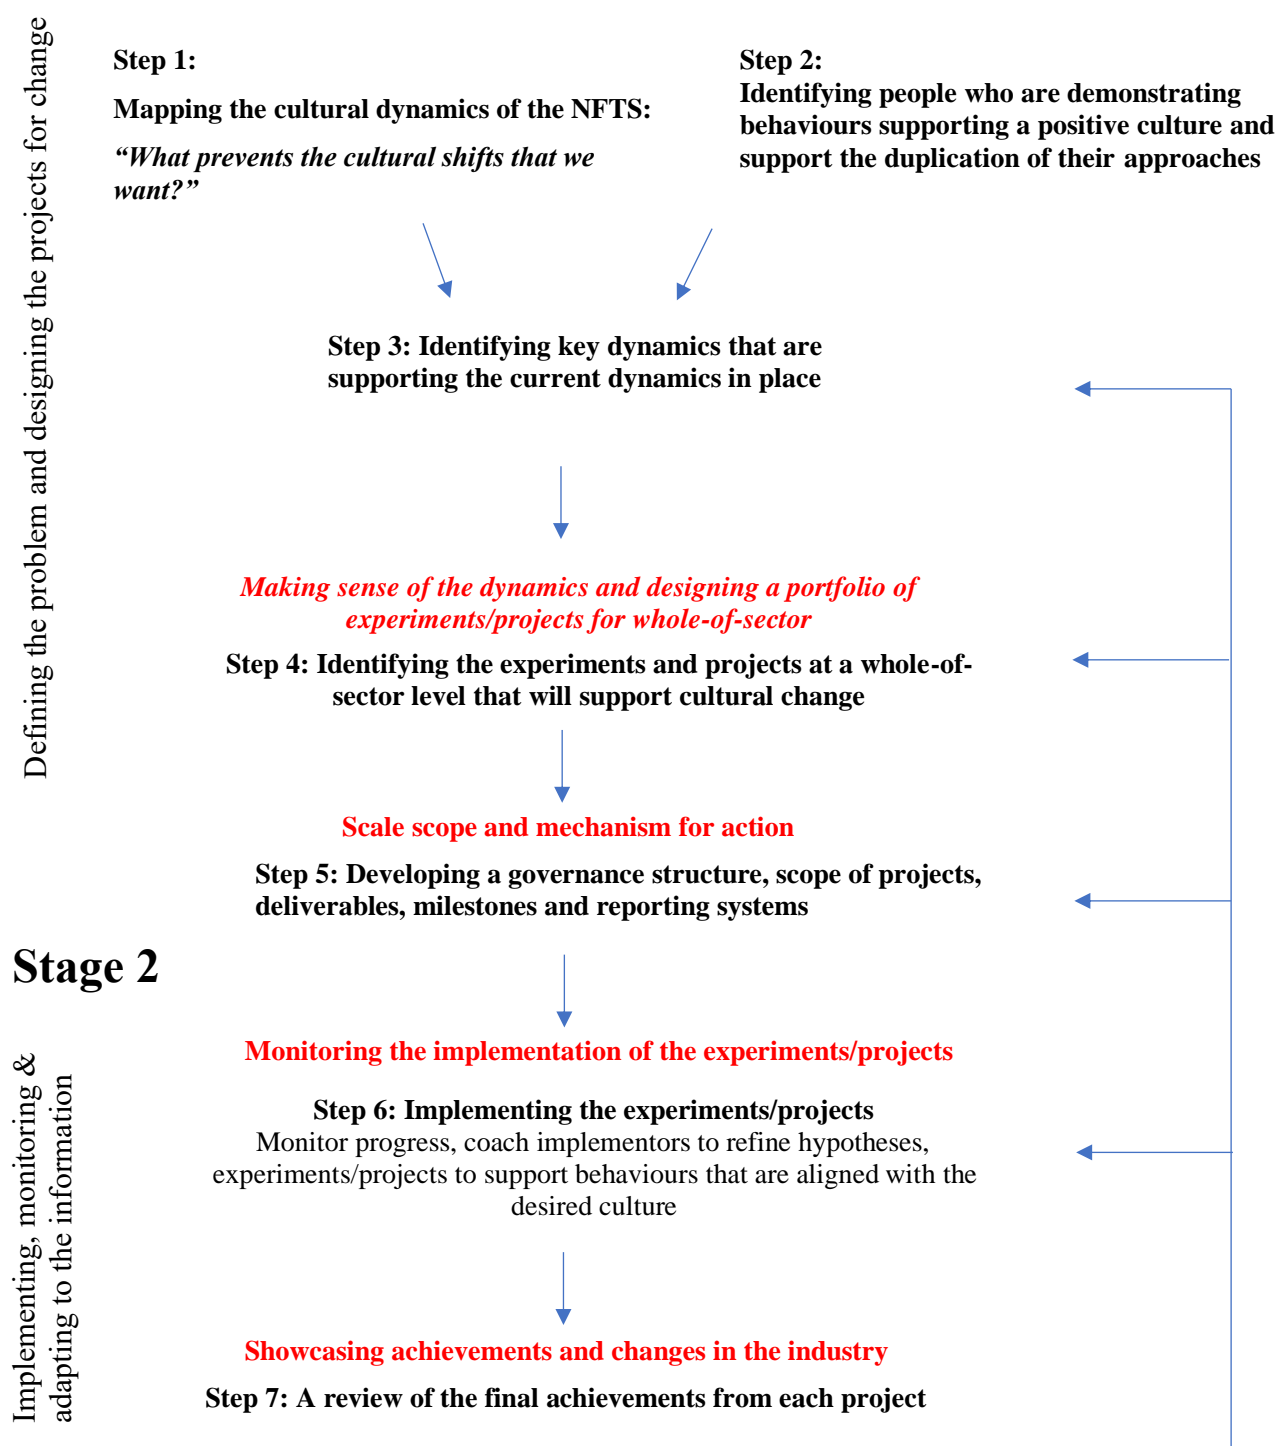 Defining the problem and designing the projects for change
Step 1:
Mapping the cultural dynamics of the NFTS:
“What prevents the cultural shifts that we
want?”
Step 2:
Identifying people who are demonstrating
behaviours supporting a positive culture and
support the duplication of their approaches
Step 3: Identifying key dynamics that are
supporting the current dynamics in place
Making sense of the dynamics and designing a portfolio of
experiments/projects for whole-of-sector
Step 4: Identifying the experiments and projects at a whole-of-
sector level that will support cultural change
Scale scope and mechanism for action
Step 5: Developing a governance structure, scope of projects,
deliverables, milestones and reporting systems
Stage 2
Implementing, monitoring &
adapting to the information
Monitoring the implementation of the experiments/projects
Step 6: Implementing the experiments/projects
Monitor progress, coach implementors to refine hypotheses,
experiments/projects to support behaviours that are aligned with the
desired culture
Showcasing achievements and changes in the industry
Step 7: A review of the final achievements from each project